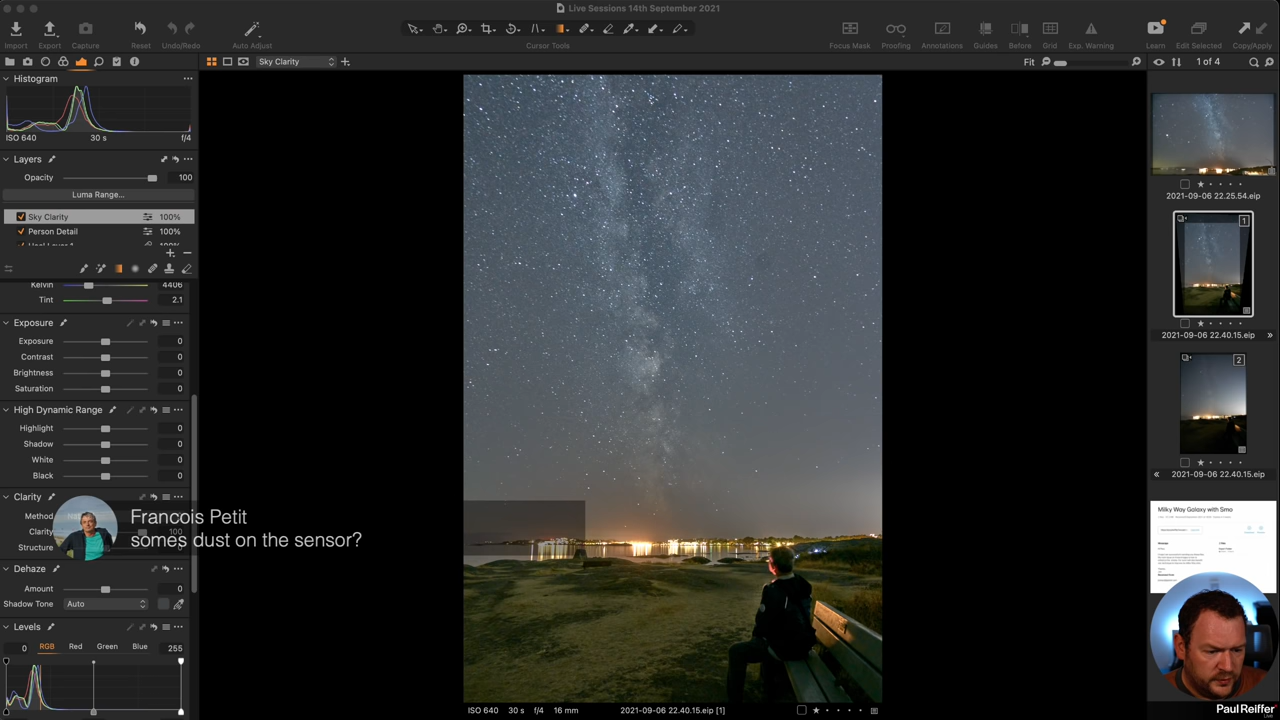 Live Sessions 14th September 2021
Import
Export
Capture
Reset
Undo/Redo
Auto Adjust
Cursor Tools
Focus Mask
Proofing
Annotations
Guides
Before
Grid
Exp. Warning
Learn
Edit Selected
Copy/Apply
Sky Clarity
Fit
1 of 4
Histogram
ISO 640
30 s
f/4
Layers
Opacity 100
Luma Range...
Sky Clarity 100%
Person Detail 100%
Kelvin 4406
Tint 2.1
Exposure
Exposure 0
Contrast 0
Brightness 0
Saturation 0
High Dynamic Range
Highlight 0
Shadow 0
White 0
Black 0
Clarity
Method
Clarity 100
Structure
Francois Petit
somes dust on the sensor?
Dehaze
Amount 0
Shadow Tone Auto
Levels
0 RGB Red Green Blue 255
ISO 640 30 s f/4 16 mm
2021-09-06 22.40.15.eip [1]
2021-09-06 22.25.54.eip
1
2021-09-06 22.40.15.eip
2
2021-09-06 22.40.15.eip
Milky Way Galaxy with Smo
PaulReiffer
Live